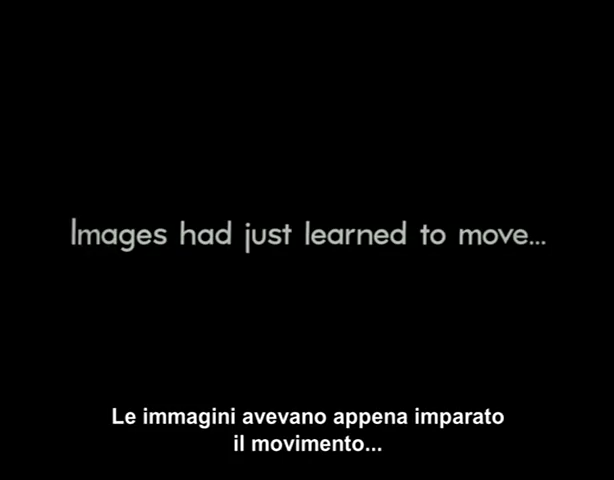 Images had just learned to move...
Le immagini avevano appena imparato
il movimento...